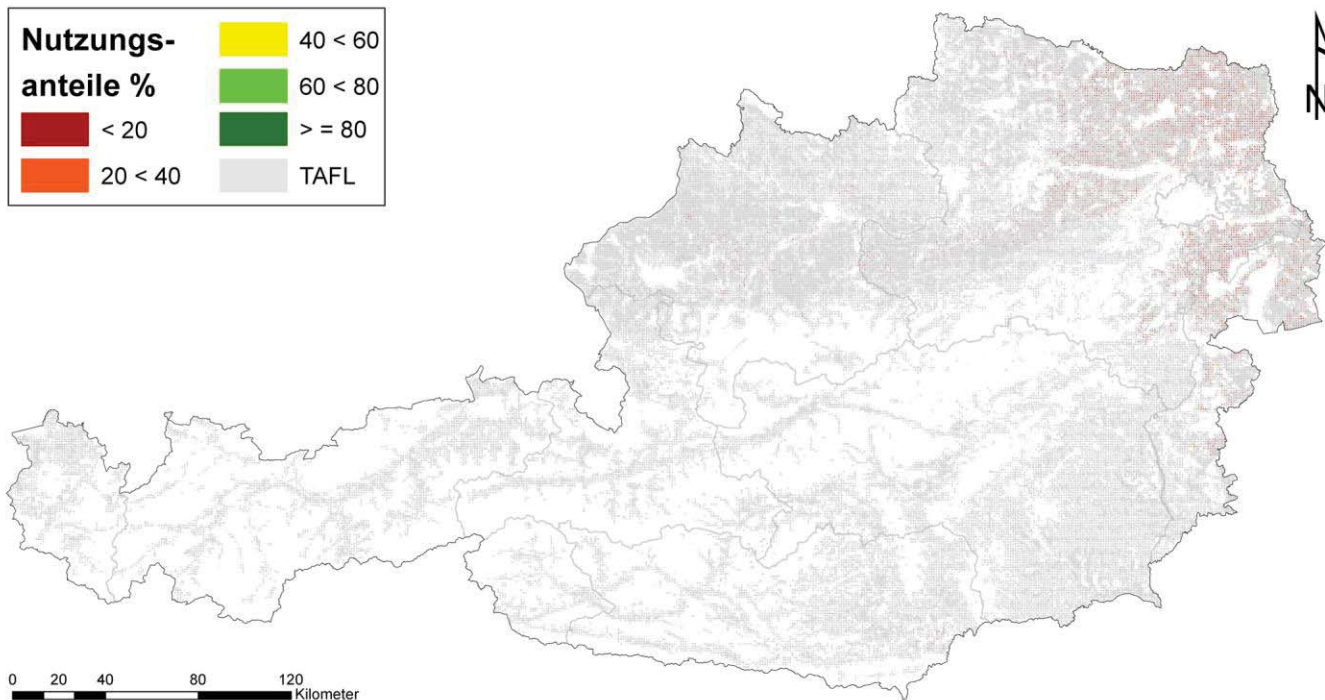 Nutzungs-
anteile %
< 20
20 < 40
40 < 60
60 < 80
> = 80
TAFL
N
0 20 40 80 120
Kilometer